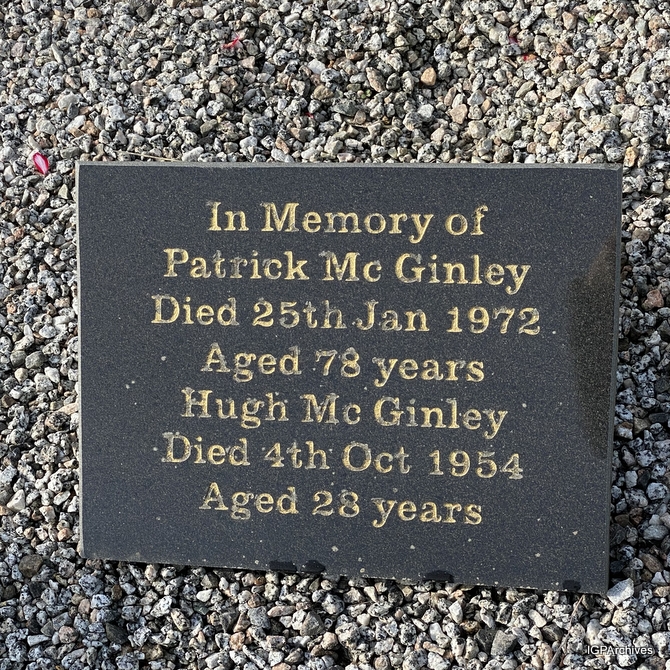 In Memory of
Patrick Mc Ginley
Died 25th Jan 1972
Aged 78 years
Hugh Mc Ginley
Died 4th Oct 1954
Aged 28 years
IGPArchives